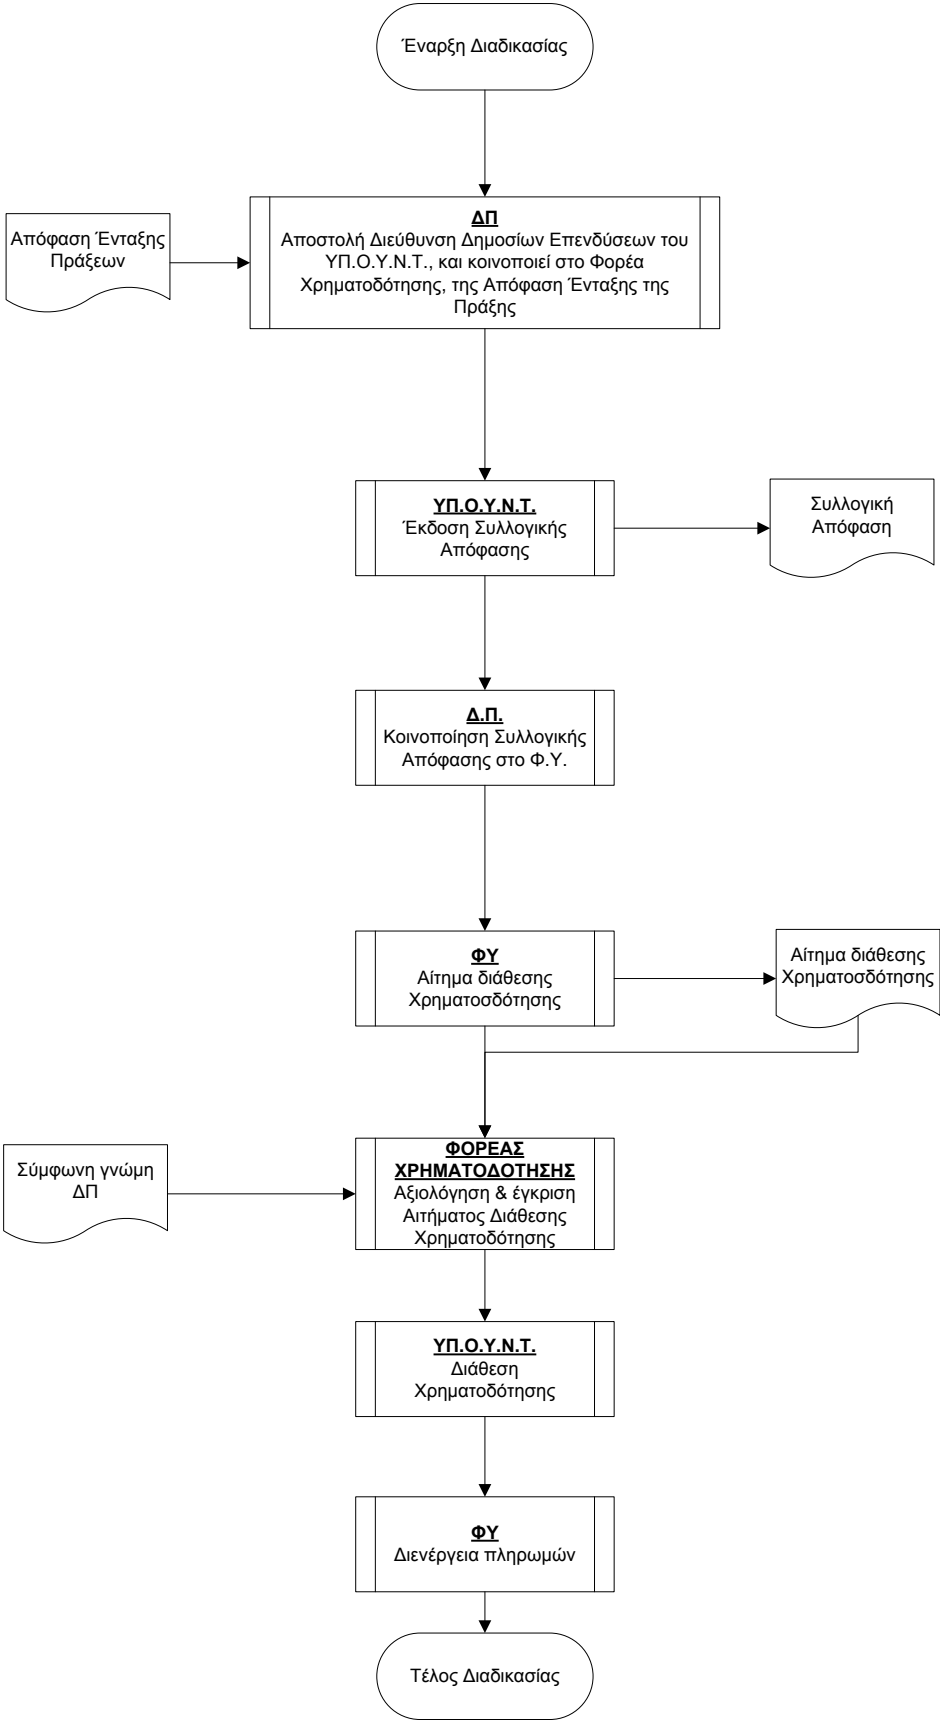 Έναρξη Διαδικασίας
Απόφαση Ένταξης
Πράξεων
ΔΠ
Αποστολή Διεύθυνση Δημοσίων Επενδύσεων του
ΥΠ.Ο.Υ.Ν.Τ., και κοινοποιεί στο Φορέα
Χρηματοδότησης, της Απόφαση Ένταξης της
Πράξης
ΥΠ.Ο.Υ.Ν.Τ.
Έκδοση Συλλογικής
Απόφασης
Συλλογική
Απόφαση
Δ.Π.
Κοινοποίηση Συλλογικής
Απόφασης στο Φ.Υ.
ΦΥ
Αίτημα διάθεσης
Χρηματοσδότησης
Αίτημα διάθεσης
Χρηματοσδότησης
Σύμφωνη γνώμη
ΔΠ
ΦΟΡΕΑΣ
ΧΡΗΜΑΤΟΔΟΤΗΣΗΣ
Αξιολόγηση & έγκριση
Αιτήματος Διάθεσης
Χρηματοδότησης
ΥΠ.Ο.Υ.Ν.Τ.
Διάθεση
Χρηματοδότησης
ΦΥ
Διενέργεια πληρωμών
Τέλος Διαδικασίας